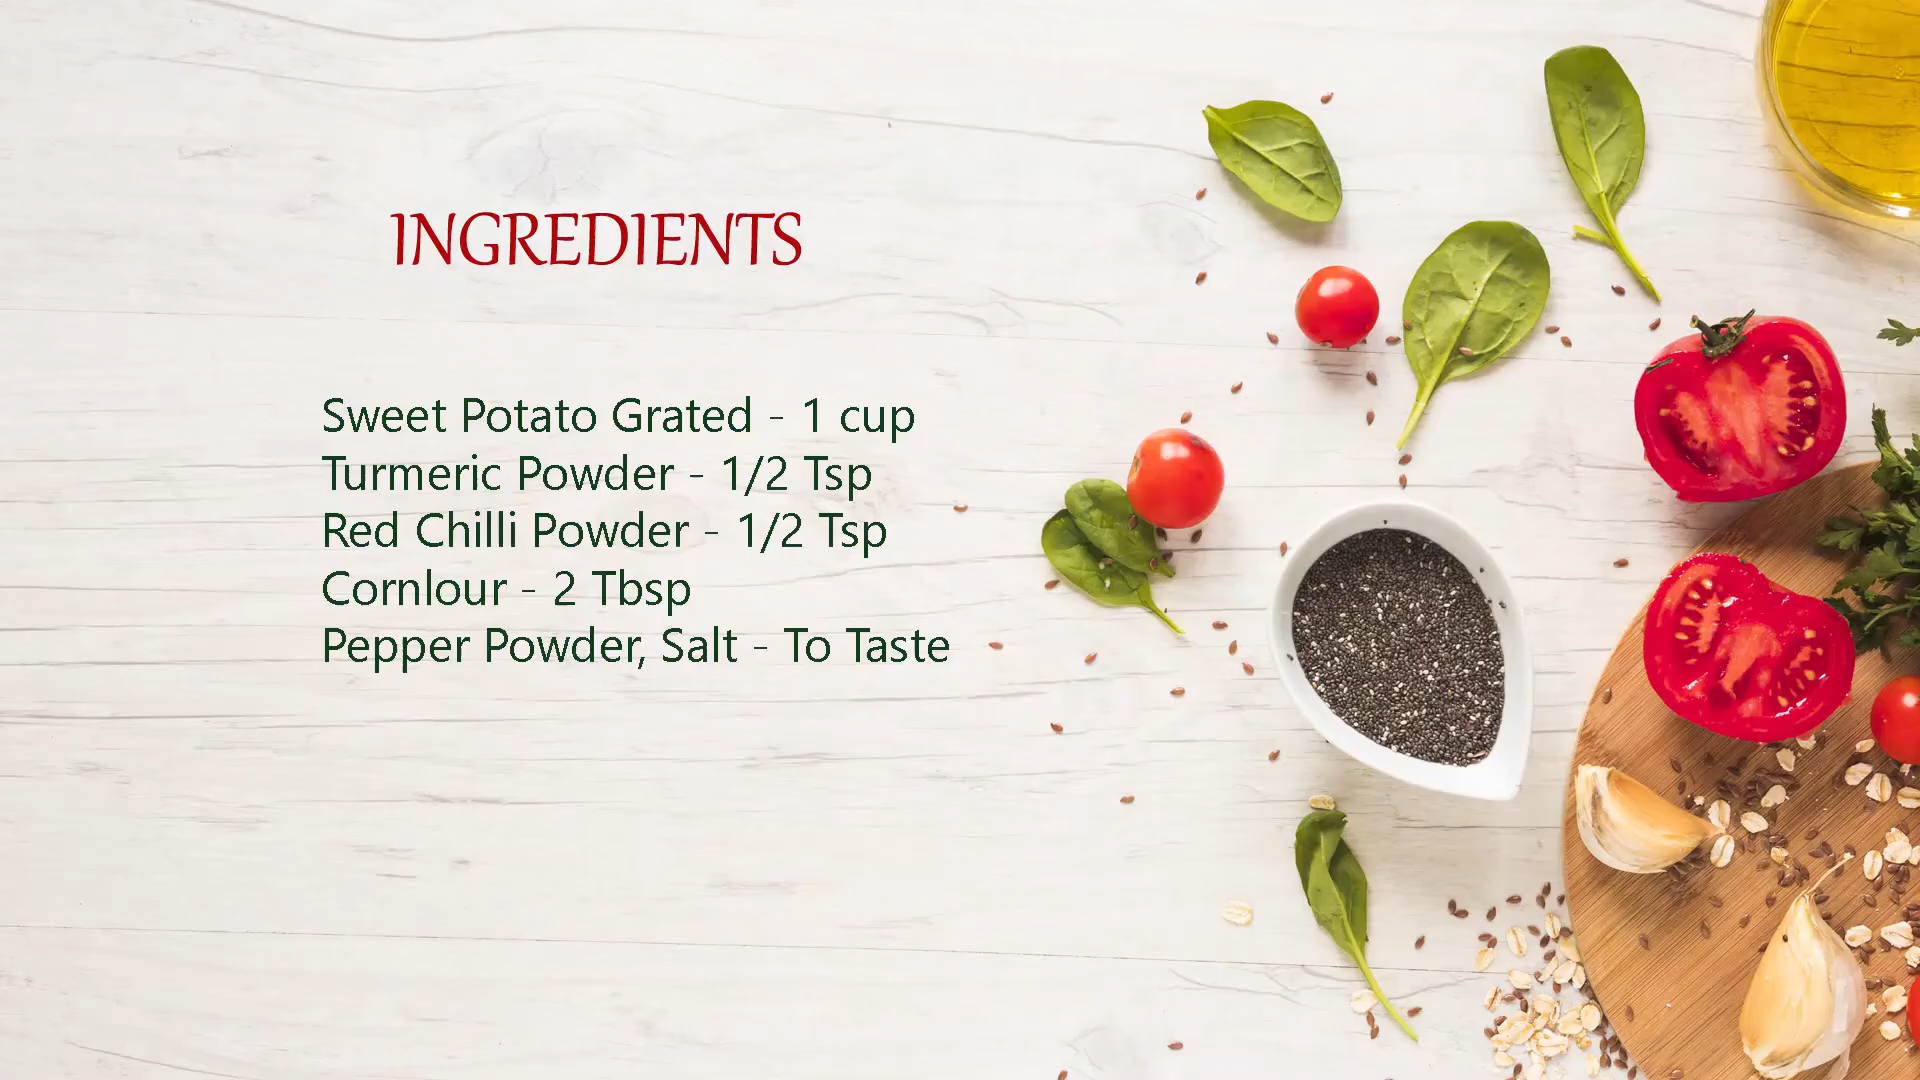 INGREDIENTS
Sweet Potato Grated - 1 cup
Turmeric Powder - 1/2 Tsp
Red Chilli Powder - 1/2 Tsp
Cornlour - 2 Tbsp
Pepper Powder, Salt - To Taste